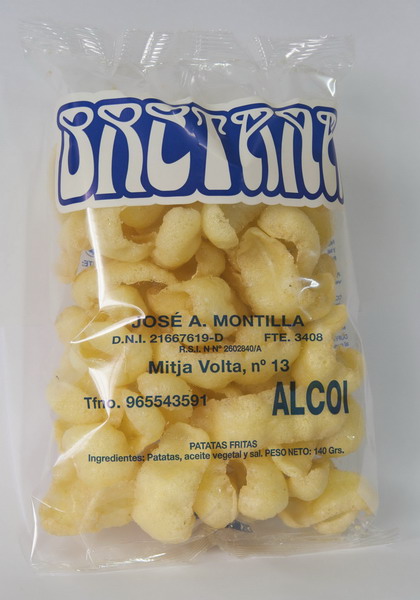 JOSÉ A. MONTILLA
D.N.I. 21667619-D FTE. 3408
R.S.I. N Nº 2602840/A
Mitja Volta, nº 13
Tfno. 965543591 ALCOI
PATATAS FRITAS
Ingredientes: Patatas, aceite vegetal y sal. PESO NETO: 140 Grs.